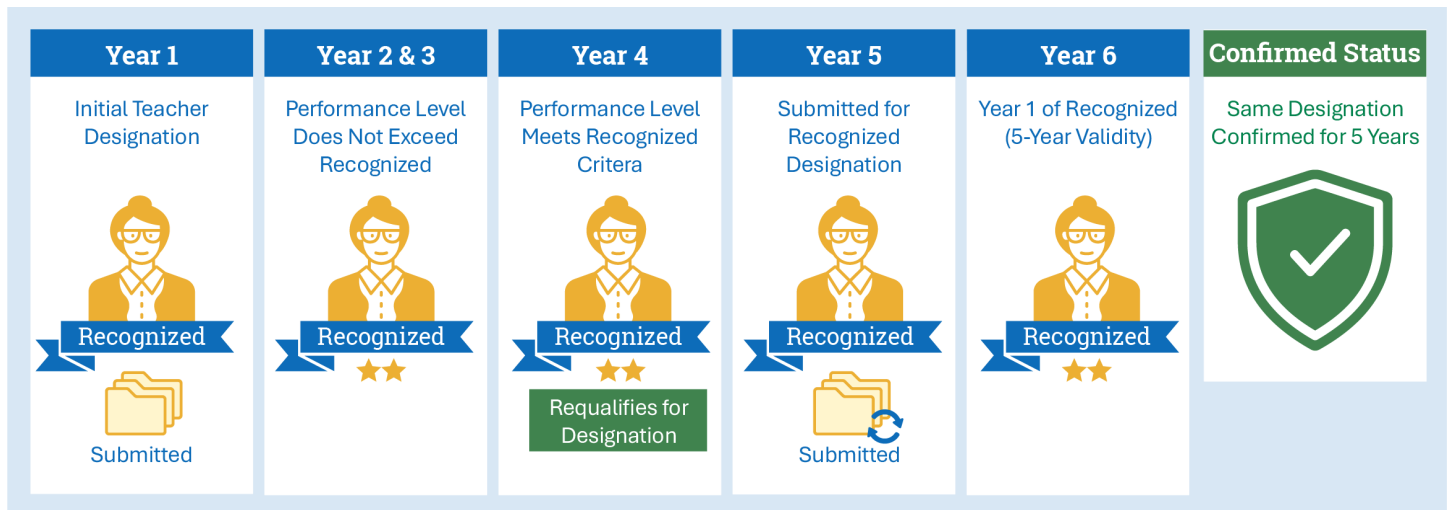 Year 1
Initial Teacher
Designation
Recognized
Submitted
Year 2 & 3
Performance Level
Does Not Exceed
Recognized
Recognized
Year 4
Performance Level
Meets Recognized
Critera
Recognized
Requalifies for
Designation
Year 5
Submitted for
Recognized
Designation
Recognized
Submitted
Year 6
Year 1 of Recognized
(5-Year Validity)
Recognized
Confirmed Status
Same Designation
Confirmed for 5 Years